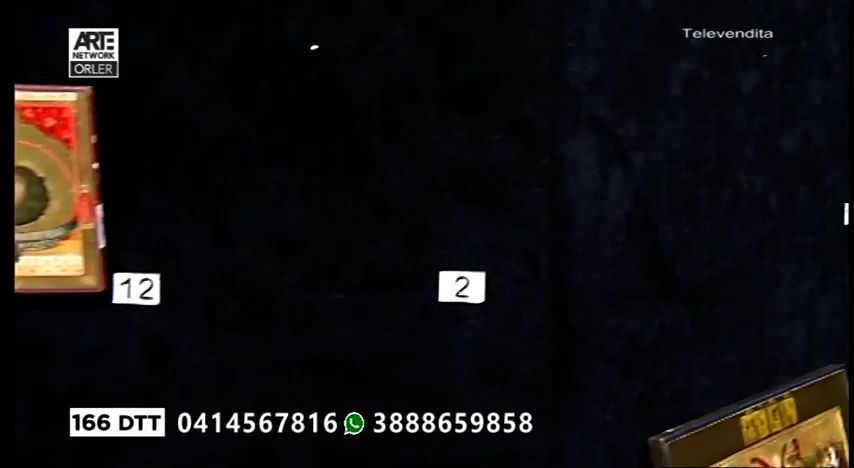 ARTE
NETWORK
ORLER
Televendita
12
2
166 DTT 0414567816 3888659858